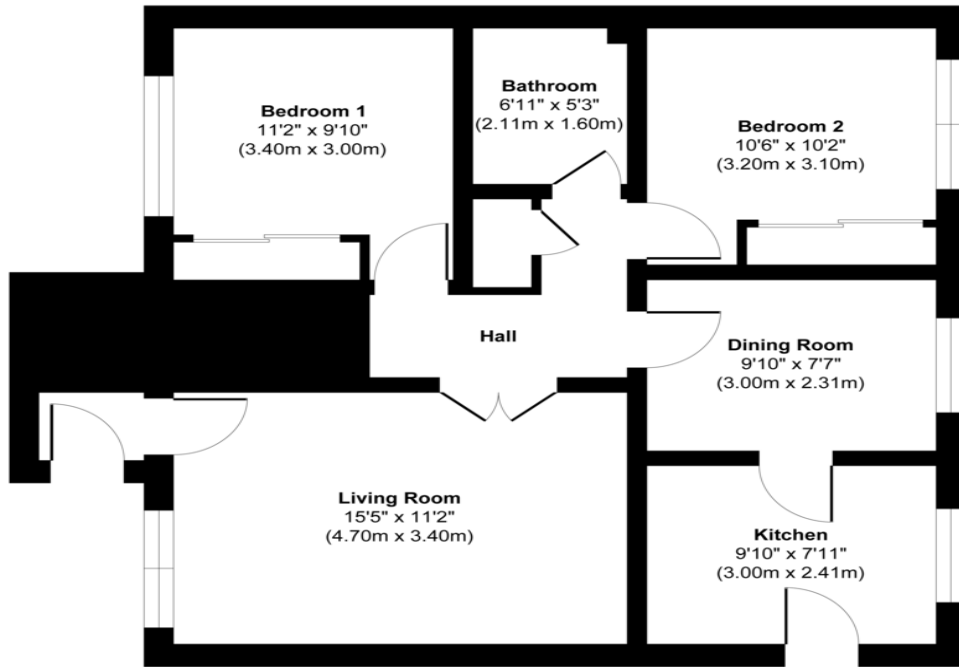 Bedroom 1
11'2" x 9'10"
(3.40m x 3.00m)
Bathroom
6'11" x 5'3"
(2.11m x 1.60m)
Bedroom 2
10'6" x 10'2"
(3.20m x 3.10m)
Hall
Dining Room
9'10" x 7'7"
(3.00m x 2.31m)
Living Room
15'5" x 11'2"
(4.70m x 3.40m)
Kitchen
9'10" x 7'11"
(3.00m x 2.41m)